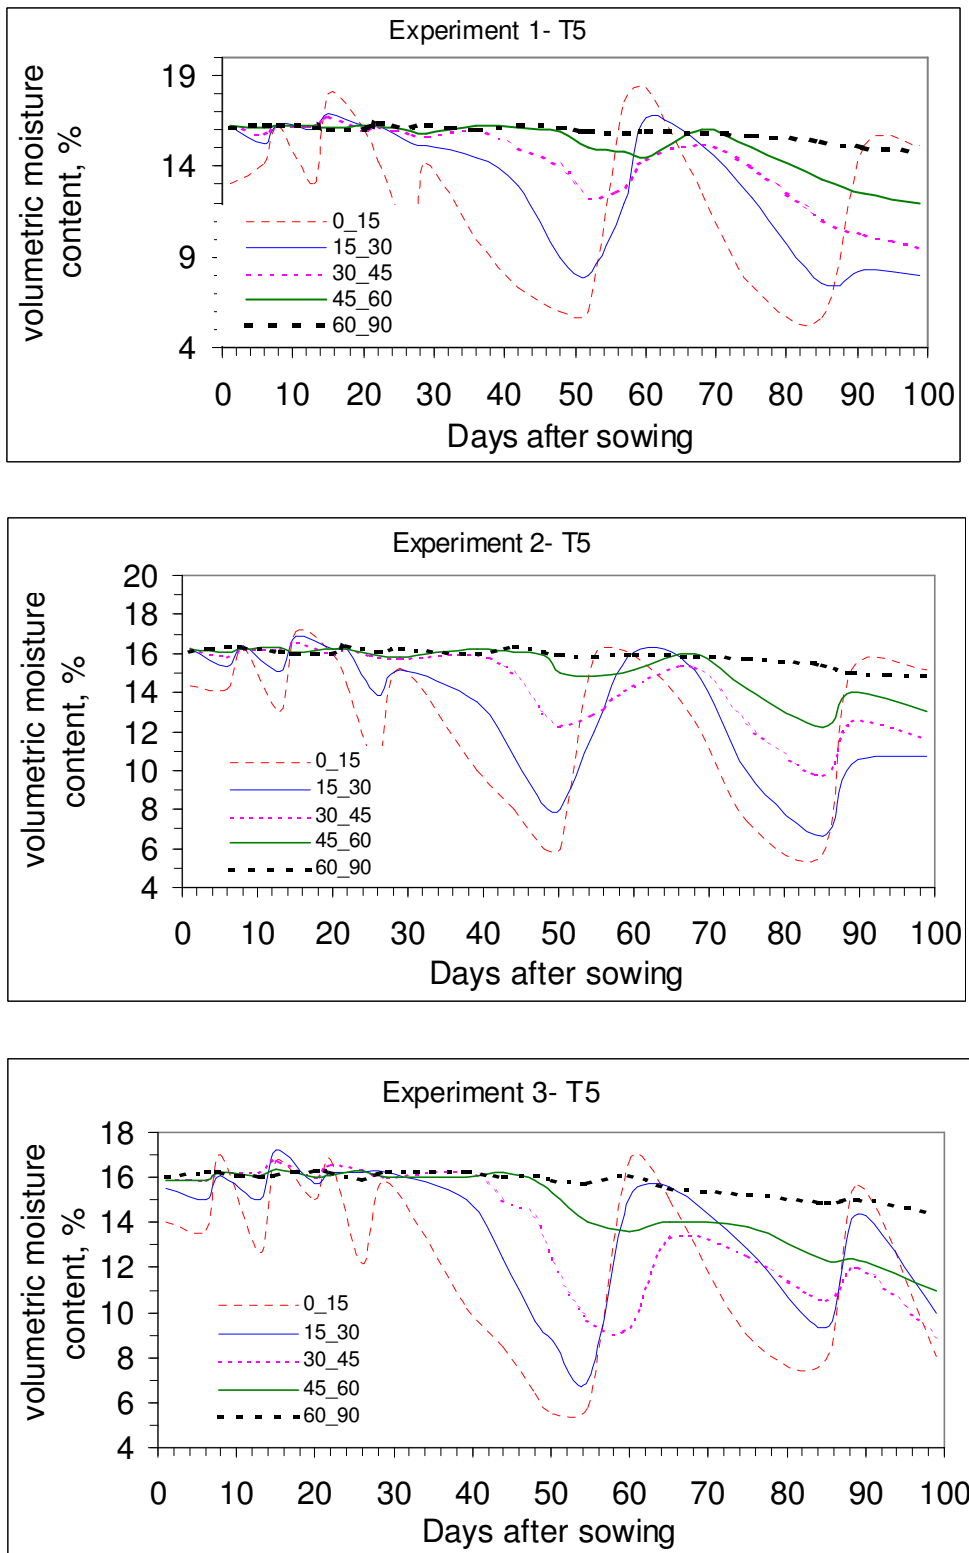 Experiment 1- T5
volumetric moisture
content, %
19
14
9
4
0_15
15_30
30_45
45_60
60_90
0 10 20 30 40 50 60 70 80 90 100
Days after sowing
Experiment 2- T5
volumetric moisture
content, %
20
18
16
14
12
10
8
6
4
0_15
15_30
30_45
45_60
60_90
0 10 20 30 40 50 60 70 80 90 100
Days after sowing
Experiment 3- T5
volumetric moisture
content, %
18
16
14
12
10
8
6
4
0_15
15_30
30_45
45_60
60_90
0 10 20 30 40 50 60 70 80 90 100
Days after sowing